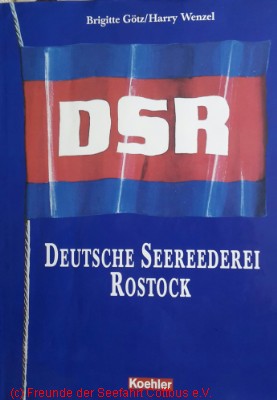 Brigitte Götz/Harry Wenzel
DSR
DEUTSCHE SEEREEDEREI
ROSTOCK
Koehler
(c) Freunde der Seefahrt Cottbus e.V.